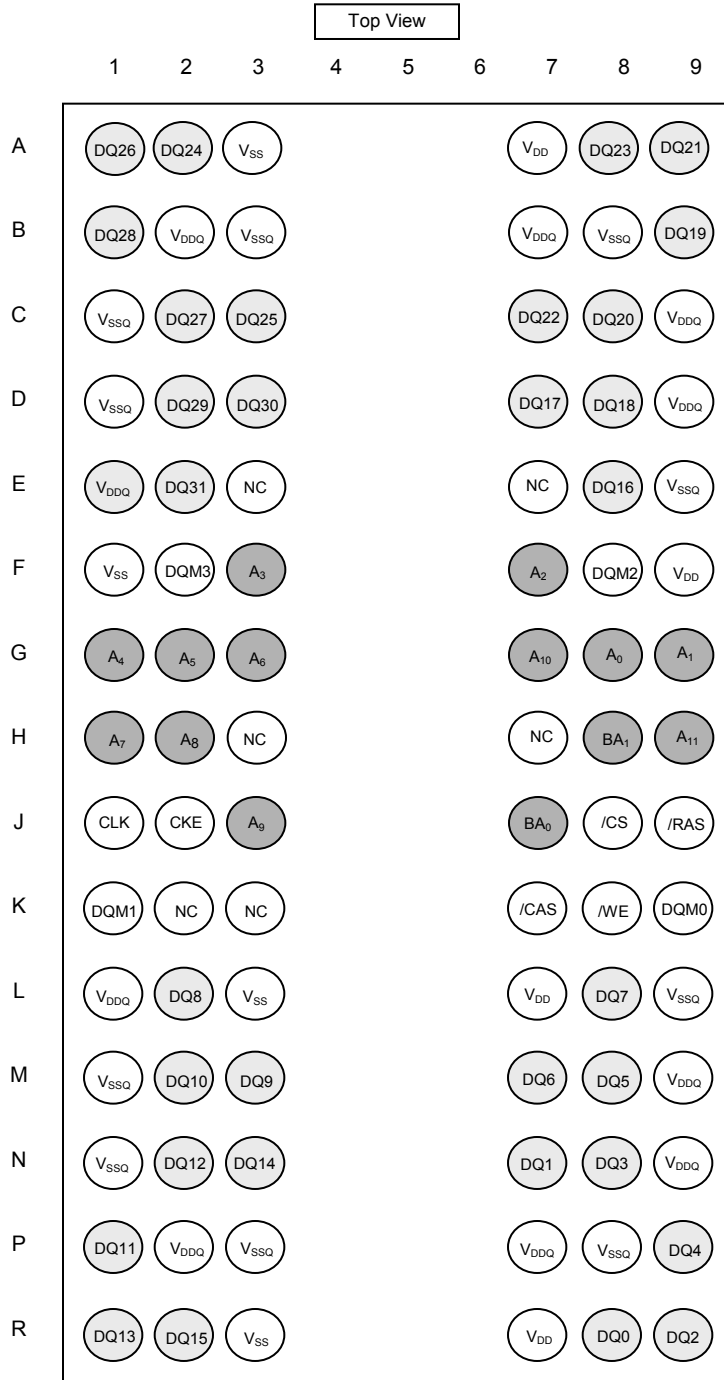 Top View
1 2 3 4 5 6 7 8 9
A DQ26 DQ24 VSS VDD DQ23 DQ21
B DQ28 VDDQ VSSQ VDDQ VSSQ DQ19
C VSSQ DQ27 DQ25 DQ22 DQ20 VDDQ
D VSSQ DQ29 DQ30 DQ17 DQ18 VDDQ
E VDDQ DQ31 NC NC DQ16 VSSQ
F VSS DQM3 A3 A2 DQM2 VDD
G A4 A5 A6 A10 A0 A1
H A7 A8 NC NC BA1 A11
J CLK CKE A9 BA0 /CS /RAS
K DQM1 NC NC /CAS /WE DQM0
L VDDQ DQ8 VSS VDD DQ7 VSSQ
M VSSQ DQ10 DQ9 DQ6 DQ5 VDDQ
N VSSQ DQ12 DQ14 DQ1 DQ3 VDDQ
P DQ11 VDDQ VSSQ VDDQ VSSQ DQ4
R DQ13 DQ15 VSS VDD DQ0 DQ2